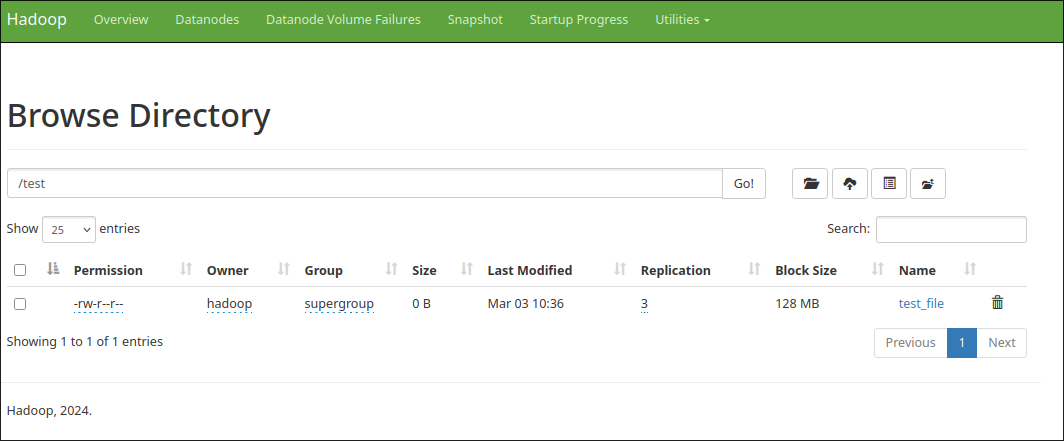 Hadoop Overview Datanodes Datanode Volume Failures Snapshot Startup Progress Utilities
Browse Directory
/test Go!
Show 25 entries Search:
Permission Owner Group Size Last Modified Replication Block Size Name
-rw-r--r-- hadoop supergroup 0 B Mar 03 10:36 3 128 MB test_file
Showing 1 to 1 of 1 entries Previous 1 Next
Hadoop, 2024.